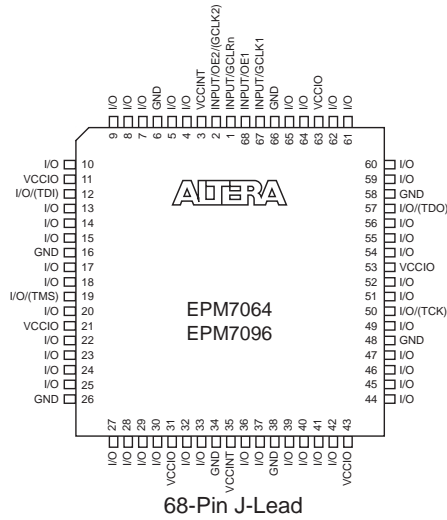 I/O I/O I/O GND I/O I/O VCCINT INPUT/OE2/(GCLK2) INPUT/GCLRn INPUT/OE1 INPUT/GCLK1 GND I/O I/O VCCIO I/O I/O
9 8 7 6 5 4 3 2 1 68 67 66 65 64 63 62 61
I/O 10 60 I/O
VCCIO 11 59 I/O
I/O/(TDI) 12 58 GND
I/O 13 57 I/O/(TDO)
I/O 14 56 I/O
I/O 15 55 I/O
GND 16 54 I/O
I/O 17 53 VCCIO
I/O 18 52 I/O
I/O/(TMS) 19 51 I/O
I/O 20 50 I/O/(TCK)
VCCIO 21 49 I/O
I/O 22 48 GND
I/O 23 47 I/O
I/O 24 46 I/O
I/O 25 45 I/O
GND 26 44 I/O
ALTERA
EPM7064
EPM7096
27 28 29 30 31 32 33 34 35 36 37 38 39 40 41 42 43
I/O I/O I/O I/O VCCIO I/O I/O GND VCCINT I/O I/O GND I/O I/O I/O I/O VCCIO
68-Pin J-Lead